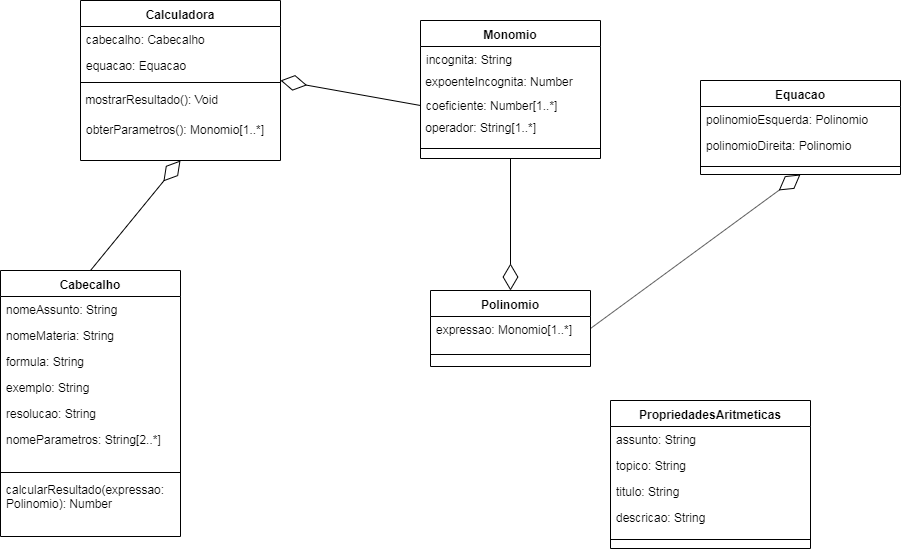 Calculadora
cabecalho: Cabecalho
equacao: Equacao
mostrarResultado(): Void
obterParametros(): Monomio[1..*]
Monomio
incognita: String
expoenteIncognita: Number
coeficiente: Number[1..*]
operador: String[1..*]
Equacao
polinomioEsquerda: Polinomio
polinomioDireita: Polinomio
Cabecalho
nomeAssunto: String
nomeMateria: String
formula: String
exemplo: String
resolucao: String
nomeParametros: String[2..*]
calcularResultado(expressao:
Polinomio): Number
Polinomio
expressao: Monomio[1..*]
PropriedadesAritmeticas
assunto: String
topico: String
titulo: String
descricao: String